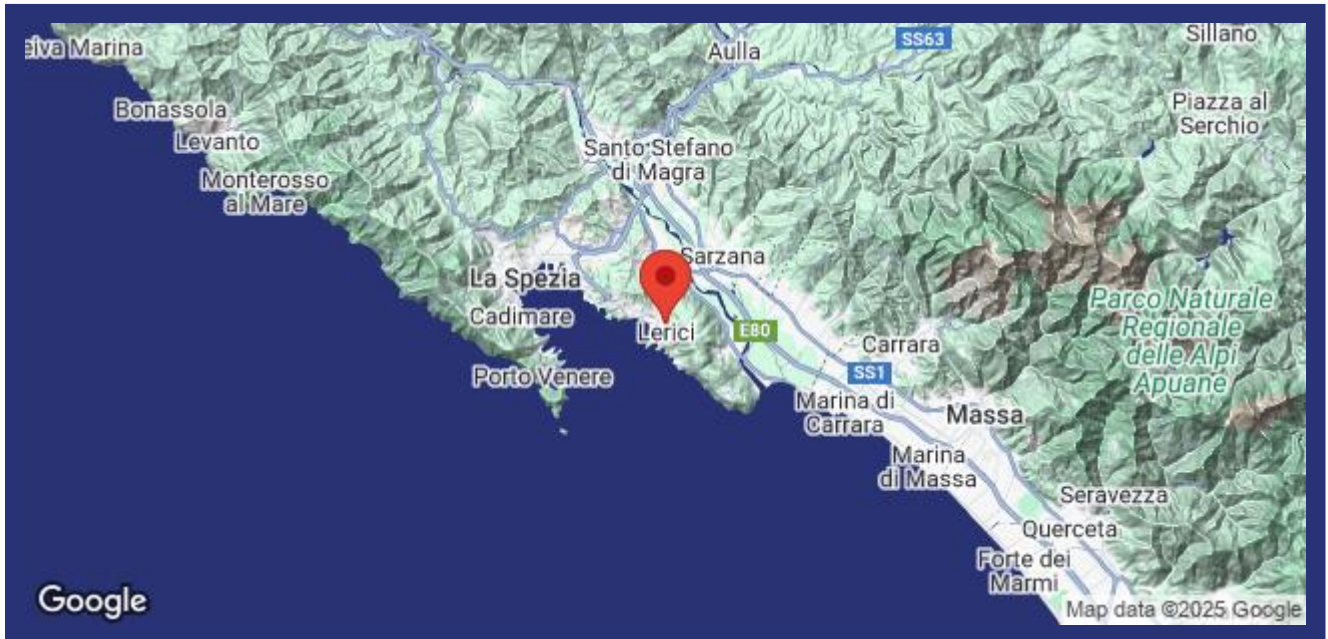 eiva Marina
Aulla
SS63
Sillano
Bonassola
Levanto
Piazza al
Serchio
Santo Stefano
di Magra
Monterosso
al Mare
Sarzana
La Spezia
Cadimare
Lerici
E80
Carrara
Parco Naturale
Regionale
delle Alpi
Apuane
Porto Venere
SS1
Marina di
Carrara
Massa
Marina
di Massa
Seravezza
Querceta
Forte dei
Marmi
Google
Map data ©2025 Google